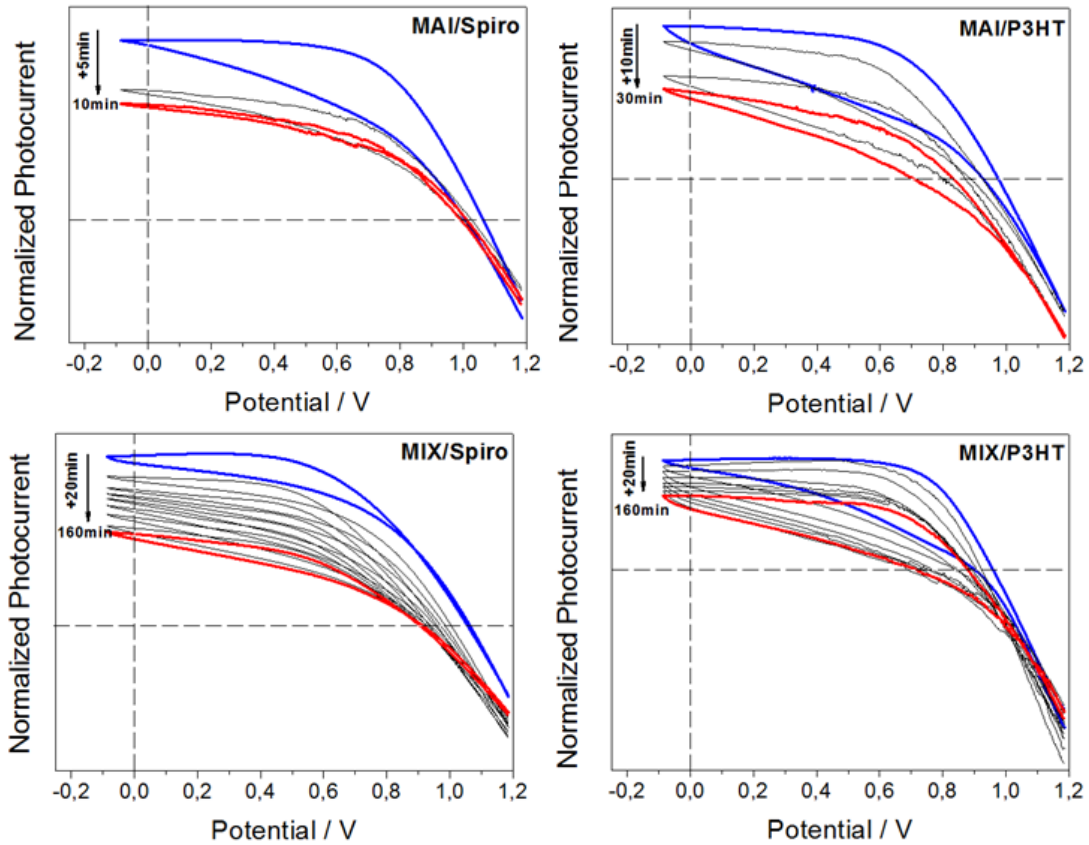 MAI/Spiro
+5min
10min
Normalized Photocurrent
0,0 0,2 0,4 0,6 0,8 1,0 1,2
Potential / V
MAI/P3HT
+10min
30min
Normalized Photocurrent
-0,2 0,0 0,2 0,4 0,6 0,8 1,0 1,2
Potential / V
MIX/Spiro
+20min
160min
Normalized Photocurrent
-0,2 0,0 0,2 0,4 0,6 0,8 1,0 1,2
Potential / V
MIX/P3HT
+20min
160min
Normalized Photocurrent
-0,2 0,0 0,2 0,4 0,6 0,8 1,0 1,2
Potential / V